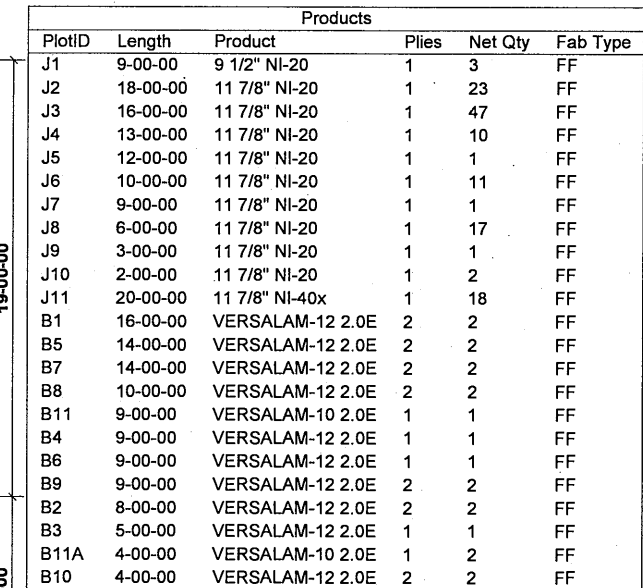 Products
PlotID Length Product Plies Net Qty Fab Type
J1 9-00-00 9 1/2" NI-20 1 3 FF
J2 18-00-00 11 7/8" NI-20 1 23 FF
J3 16-00-00 11 7/8" NI-20 1 47 FF
J4 13-00-00 11 7/8" NI-20 1 10 FF
J5 12-00-00 11 7/8" NI-20 1 1 FF
J6 10-00-00 11 7/8" NI-20 1 11 FF
J7 9-00-00 11 7/8" NI-20 1 1 FF
J8 6-00-00 11 7/8" NI-20 1 17 FF
J9 3-00-00 11 7/8" NI-20 1 1 FF
J10 2-00-00 11 7/8" NI-20 1 2 FF
J11 20-00-00 11 7/8" NI-40x 1 18 FF
B1 16-00-00 VERSALAM-12 2.0E 2 2 FF
B5 14-00-00 VERSALAM-12 2.0E 2 2 FF
B7 14-00-00 VERSALAM-12 2.0E 2 2 FF
B8 10-00-00 VERSALAM-12 2.0E 2 2 FF
B11 9-00-00 VERSALAM-10 2.0E 1 1 FF
B4 9-00-00 VERSALAM-12 2.0E 1 1 FF
B6 9-00-00 VERSALAM-12 2.0E 1 1 FF
B9 9-00-00 VERSALAM-12 2.0E 2 2 FF
B2 8-00-00 VERSALAM-12 2.0E 2 2 FF
B3 5-00-00 VERSALAM-12 2.0E 1 1 FF
B11A 4-00-00 VERSALAM-10 2.0E 1 2 FF
B10 4-00-00 VERSALAM-12 2.0E 2 2 FF
19-00-00